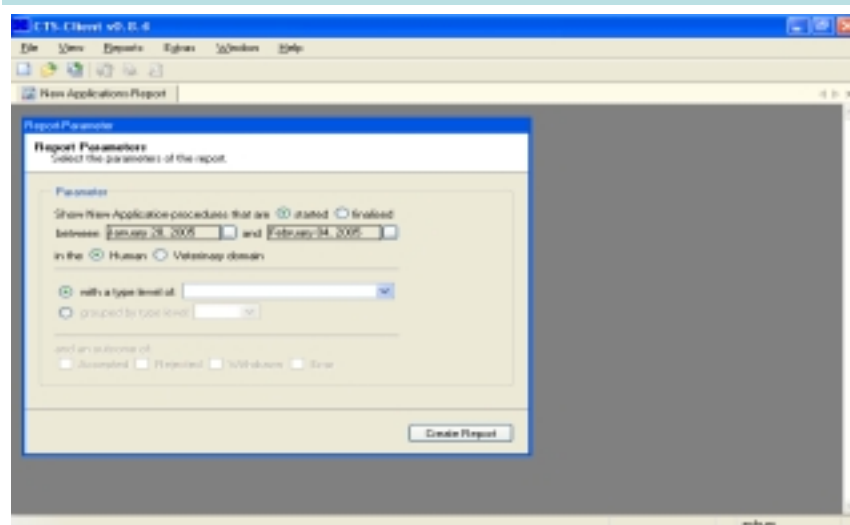 CTS-Client v0.8.4
File View Reports Extras Window Help
New Applications Report
Report Parameter
Report Parameters
Select the parameters of the report.
Parameter
Show New Application procedures that are started finalised
between January 28, 2005 and February 04, 2005
in the Human Veterinary domain
with a type level of:
grouped by type level
and an outcome of
Accepted Rejected Withdrawn Error
Create Report